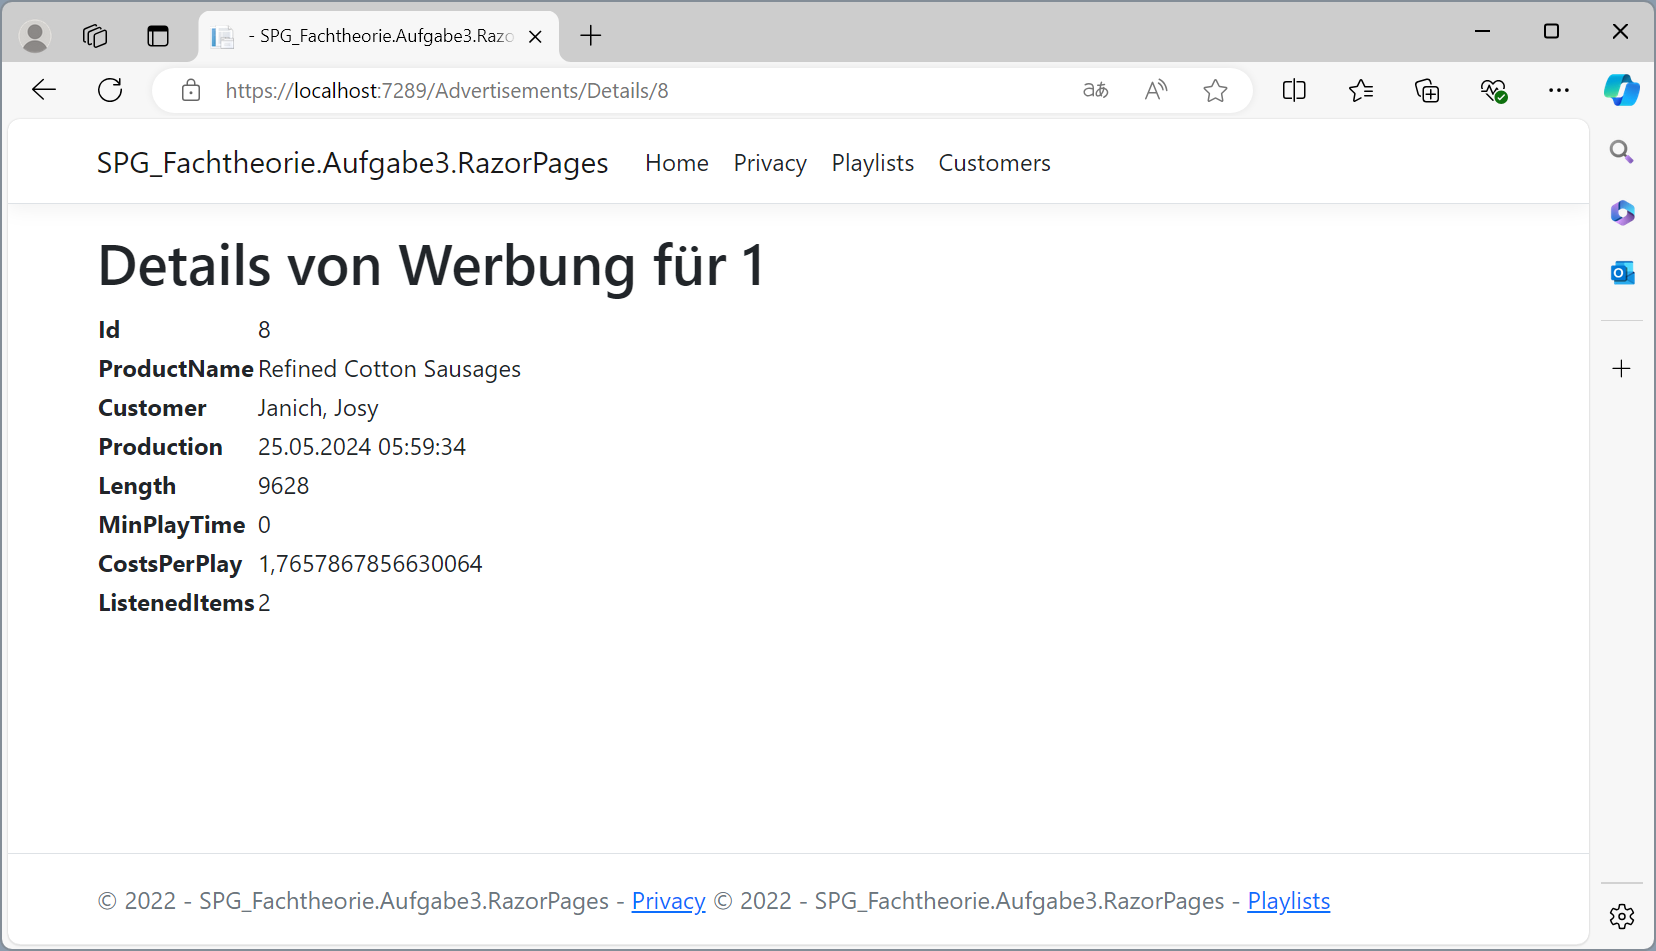 - SPG_Fachtheorie.Aufgabe3.Razo
https://localhost:7289/Advertisements/Details/8
SPG_Fachtheorie.Aufgabe3.RazorPages Home Privacy Playlists Customers
Details von Werbung für 1
Id 8
ProductName Refined Cotton Sausages
Customer Janich, Josy
Production 25.05.2024 05:59:34
Length 9628
MinPlayTime 0
CostsPerPlay 1,7657867856630064
ListenedItems 2
© 2022 - SPG_Fachtheorie.Aufgabe3.RazorPages - Privacy © 2022 - SPG_Fachtheorie.Aufgabe3.RazorPages - Playlists